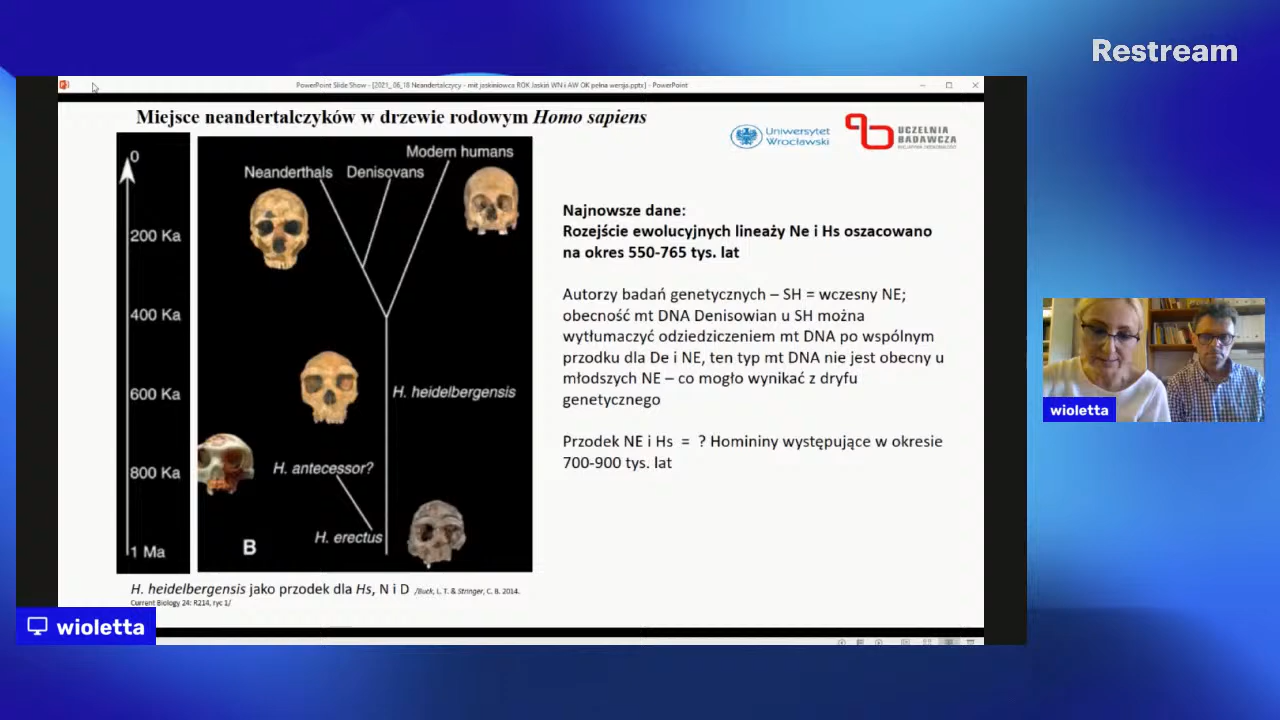 Restream
PowerPoint Slide Show - [2021_ 06_18 Neandertalczycy - mit jaskiniowca ROK Jaskiń WN i AW OK pełna wersja.pptx] - PowerPoint
Miejsce neandertalczyków w drzewie rodowym Homo sapiens
Uniwersytet
Wrocławski
UCZELNIA
BADAWCZA
0
200 Ka
400 Ka
600 Ka
800 Ka
1 Ma
Modern humans
Neanderthals
Denisovans
H. heidelbergensis
H. antecessor?
H. erectus
B
Najnowsze dane:
Rozejście ewolucyjnych lineaży Ne i Hs oszacowano
na okres 550-765 tys. lat
Autorzy badań genetycznych – SH = wczesny NE;
obecność mt DNA Denisowian u SH można
wytłumaczyć odziedziczeniem mt DNA po wspólnym
przodku dla De i NE, ten typ mt DNA nie jest obecny u
młodszych NE – co mogło wynikać z dryfu
genetycznego
Przodek NE i Hs = ? Homininy występujące w okresie
700-900 tys. lat
H. heidelbergensis jako przodek dla Hs, N i D /Buck, L. T. & Stringer, C. B. 2014.
Current Biology 24: R214, ryc 1/
wioletta
wioletta